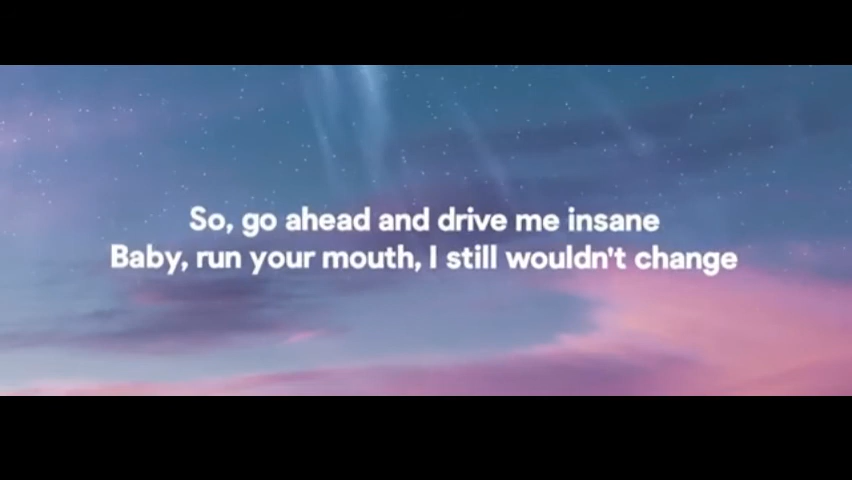 So, go ahead and drive me insane
Baby, run your mouth, I still wouldn't change